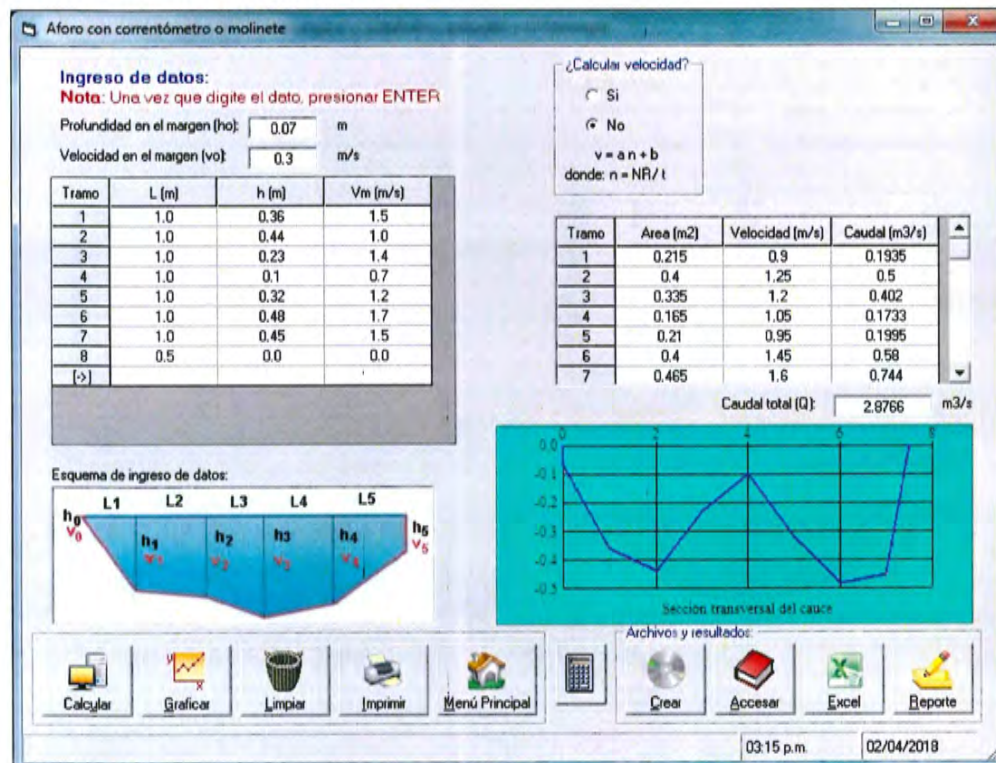 Aforo con correntómetro o molinete
Ingreso de datos:
Nota: Una vez que digite el dato, presionar ENTER
Profundidad en el margen (ho): 0.07 m
Velocidad en el margen (vo): 0.3 m/s
¿Calcular velocidad?
Si
No
v = a n + b
donde: n = NR / t
Tramo L (m) h (m) Vm (m/s)
1 1.0 0.36 1.5
2 1.0 0.44 1.0
3 1.0 0.23 1.4
4 1.0 0.1 0.7
5 1.0 0.32 1.2
6 1.0 0.48 1.7
7 1.0 0.45 1.5
8 0.5 0.0 0.0
[->]
Tramo Area (m2) Velocidad (m/s) Caudal (m3/s)
1 0.215 0.9 0.1935
2 0.4 1.25 0.5
3 0.335 1.2 0.402
4 0.165 1.05 0.1733
5 0.21 0.95 0.1995
6 0.4 1.45 0.58
7 0.465 1.6 0.744
Caudal total (Q): 2.8766 m3/s
Esquema de ingreso de datos:
L1 L2 L3 L4 L5
h0 h1 h2 h3 h4 h5
v0 v1 v2 v3 v4 v5
0 2 4 6 8
0,0
-0,1
-0,2
-0,3
-0,4
-0,5
Sección transversal del cauce
Calcular Graficar Limpiar Imprimir Menú Principal
Archivos y resultados:
Crear Accesar Excel Reporte
03:15 p.m. 02/04/2018